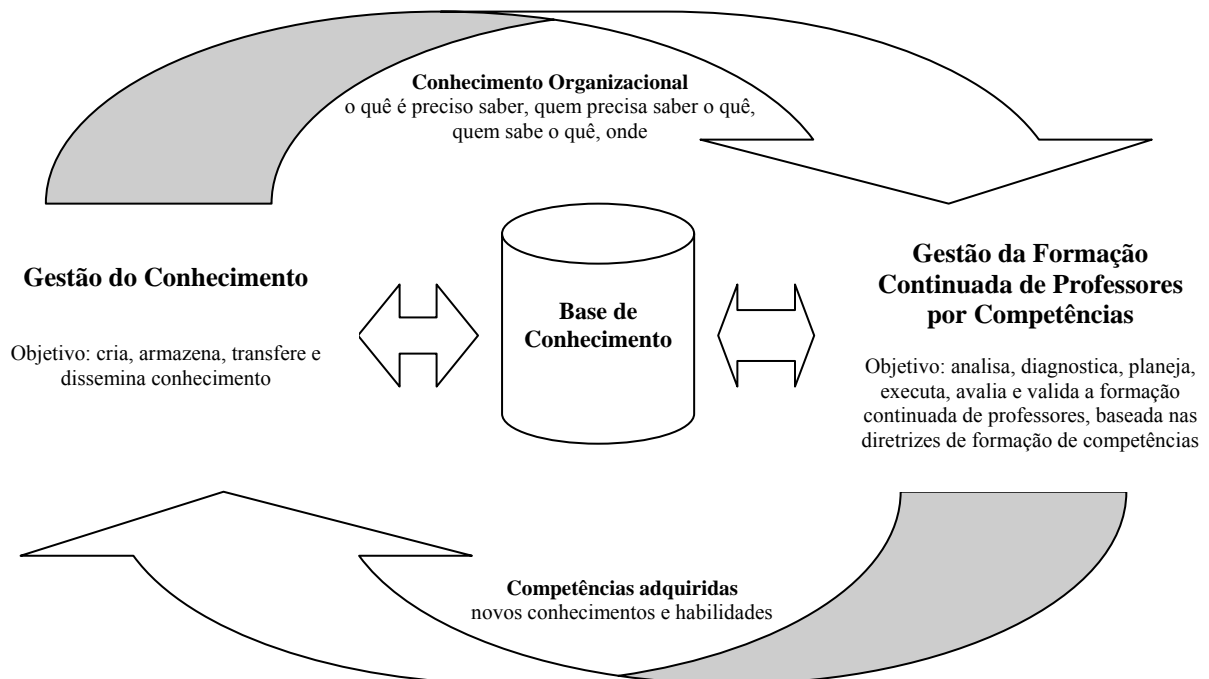 Conhecimento Organizacional
o quê é preciso saber, quem precisa saber o quê,
quem sabe o quê, onde
Gestão do Conhecimento
Objetivo: cria, armazena, transfere e
dissemina conhecimento
Base de
Conhecimento
Gestão da Formação
Continuada de Professores
por Competências
Objetivo: analisa, diagnostica, planeja,
executa, avalia e valida a formação
continuada de professores, baseada nas
diretrizes de formação de competências
Competências adquiridas
novos conhecimentos e habilidades